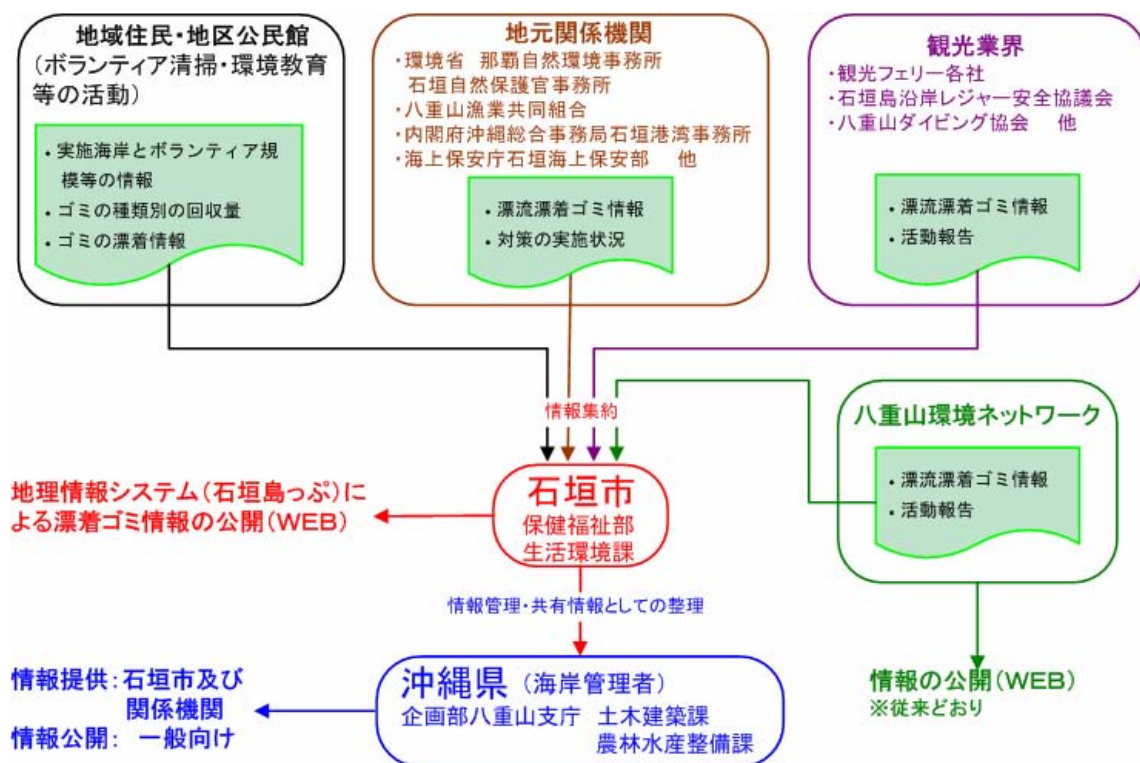 地域住民・地区公民館
(ボランティア清掃・環境教育
等の活動)
・実施海岸とボランティア規
模等の情報
・ゴミの種類別の回収量
・ゴミの漂着情報
地元関係機関
・環境省 那覇自然環境事務所
石垣自然保護官事務所
・八重山漁業共同組合
・内閣府沖縄総合事務局石垣港湾事務所
・海上保安庁石垣海上保安部 他
・漂流漂着ゴミ情報
・対策の実施状況
観光業界
・観光フェリー各社
・石垣島沿岸レジャー安全協議会
・八重山ダイビング協会 他
・漂流漂着ゴミ情報
・活動報告
情報集約
八重山環境ネットワーク
・漂流漂着ゴミ情報
・活動報告
石垣市
保健福祉部
生活環境課
地理情報システム(石垣島っぷ)に
よる漂着ゴミ情報の公開(WEB)
情報管理・共有情報としての整理
沖縄県 (海岸管理者)
企画部八重山支庁 土木建築課
農林水産整備課
情報提供:石垣市及び
関係機関
情報公開: 一般向け
情報の公開(WEB)
※従来どおり